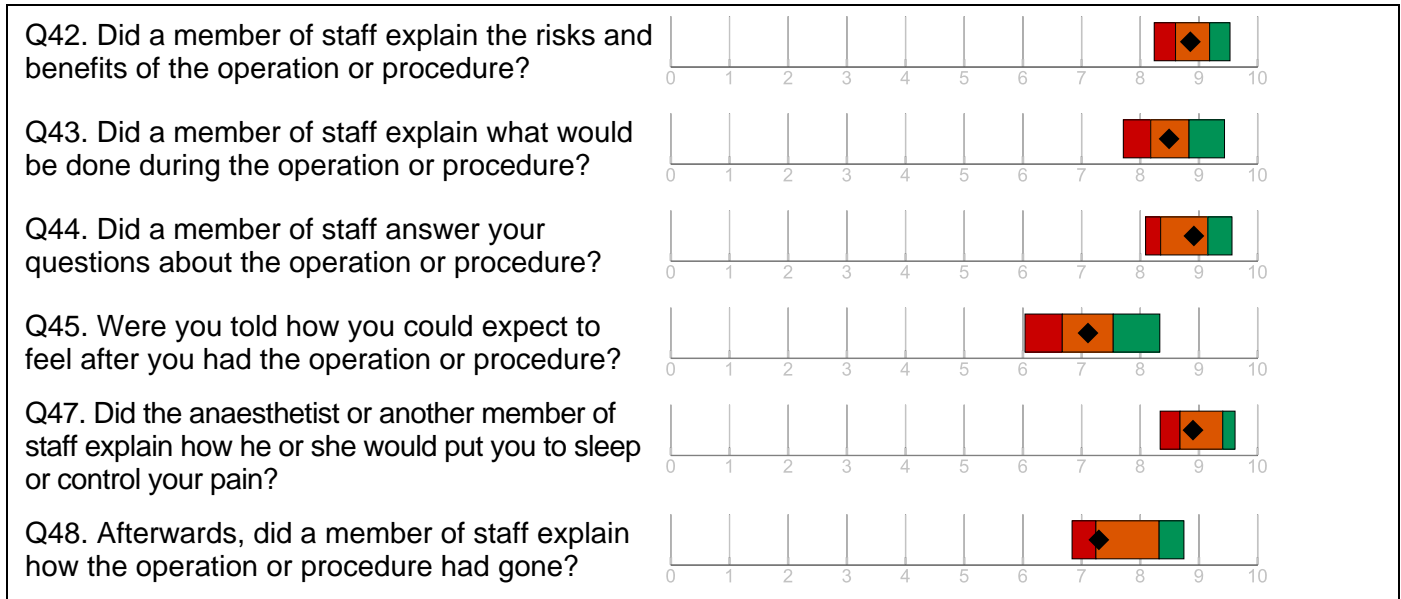 Q42. Did a member of staff explain the risks and
benefits of the operation or procedure?
0 1 2 3 4 5 6 7 8 9 10
Q43. Did a member of staff explain what would
be done during the operation or procedure?
0 1 2 3 4 5 6 7 8 9 10
Q44. Did a member of staff answer your
questions about the operation or procedure?
0 1 2 3 4 5 6 7 8 9 10
Q45. Were you told how you could expect to
feel after you had the operation or procedure?
0 1 2 3 4 5 6 7 8 9 10
Q47. Did the anaesthetist or another member of
staff explain how he or she would put you to sleep
or control your pain?
0 1 2 3 4 5 6 7 8 9 10
Q48. Afterwards, did a member of staff explain
how the operation or procedure had gone?
0 1 2 3 4 5 6 7 8 9 10